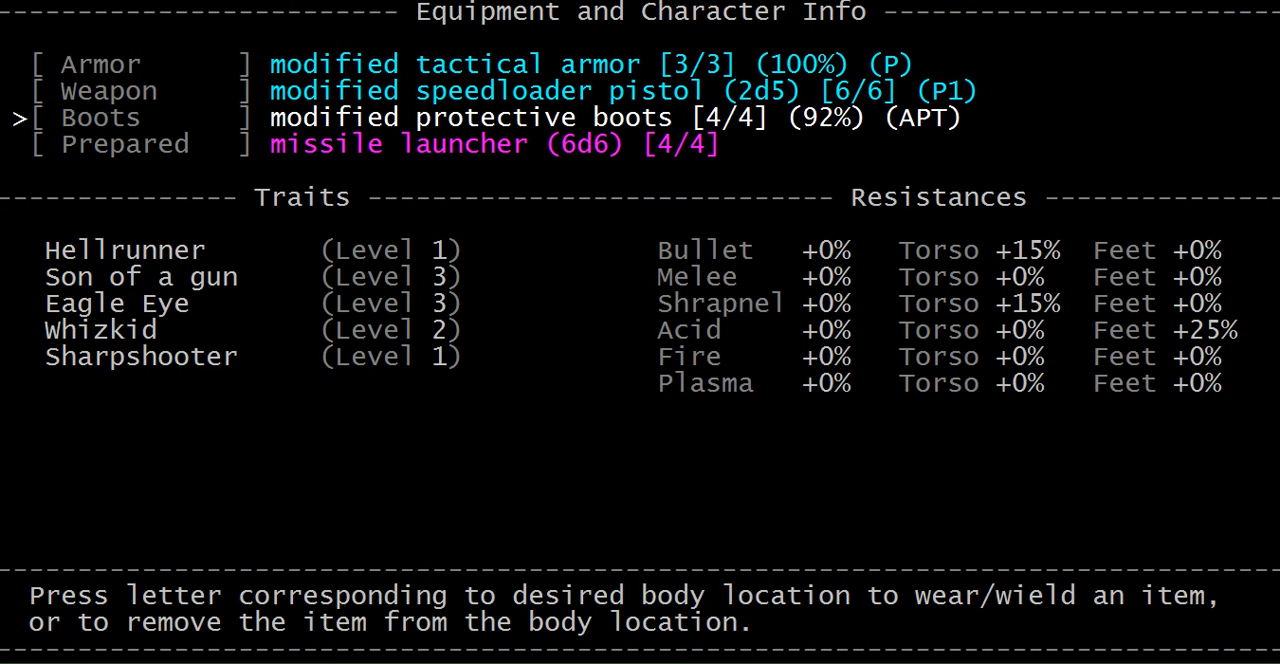 -------------------------- Equipment and Character Info -------------------------
[ Armor ] modified tactical armor [3/3] (100%) (P)
[ Weapon ] modified speedloader pistol (2d5) [6/6] (P1)
>[ Boots ] modified protective boots [4/4] (92%) (APT)
[ Prepared ] missile launcher (6d6) [4/4]
--------------- Traits ----------------------------- Resistances ---------------
Hellrunner (Level 1) Bullet +0% Torso +15% Feet +0%
Son of a gun (Level 3) Melee +0% Torso +0% Feet +0%
Eagle Eye (Level 3) Shrapnel +0% Torso +15% Feet +0%
Whizkid (Level 2) Acid +0% Torso +0% Feet +25%
Sharpshooter (Level 1) Fire +0% Torso +0% Feet +0%
Plasma +0% Torso +0% Feet +0%
--------------------------------------------------------------------------------
Press letter corresponding to desired body location to wear/wield an item,
or to remove the item from the body location.
--------------------------------------------------------------------------------